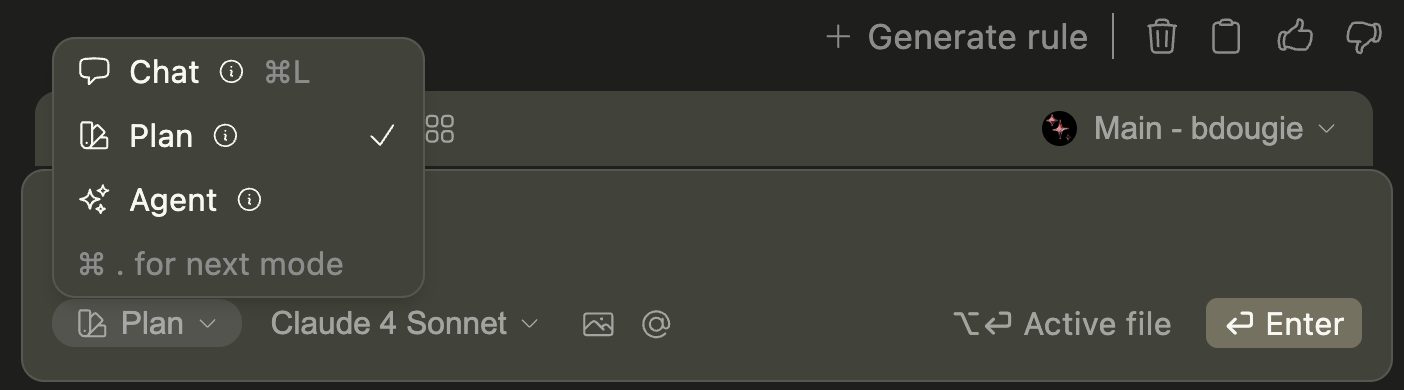 + Generate rule
Chat ⌘L
Plan
Main - bdougie
Agent
⌘ . for next mode
Plan
Claude 4 Sonnet
@
⌥⏎ Active file
⏎ Enter